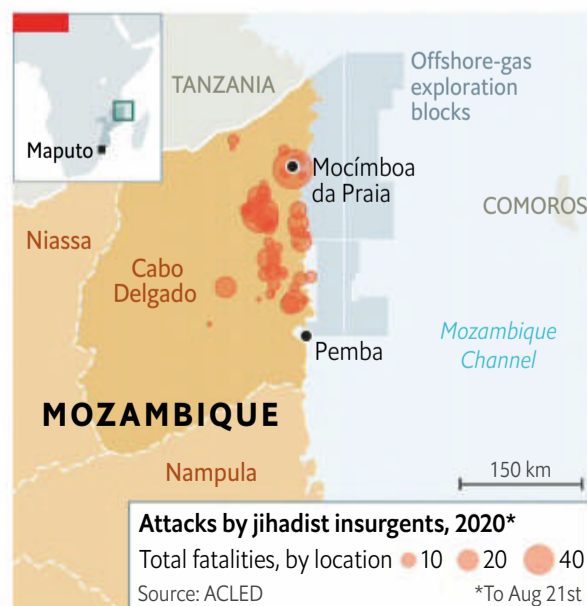 TANZANIA
Offshore-gas
exploration
blocks
Maputo
Mocímboa
da Praia
COMOROS
Niassa
Cabo
Delgado
Pemba
Mozambique
Channel
MOZAMBIQUE
Nampula
150 km
Attacks by jihadist insurgents, 2020*
Total fatalities, by location 10 20 40
Source: ACLED *To Aug 21st